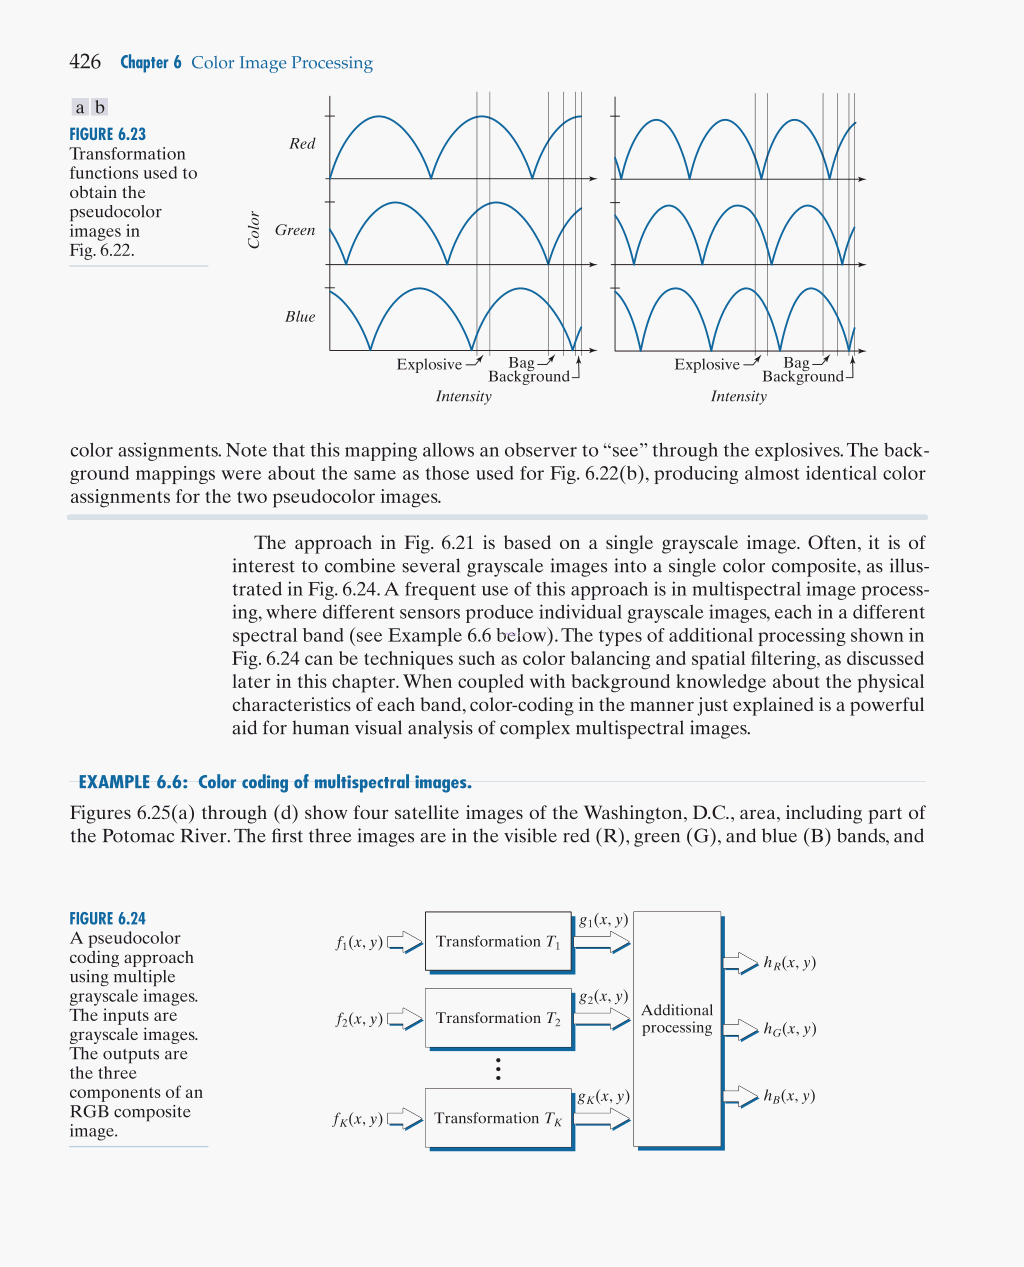 426 Chapter 6 Color Image Processing
a b
FIGURE 6.23
Transformation
functions used to
obtain the
pseudocolor
images in
Fig. 6.22.
Color
Red
Green
Blue
Explosive
Bag
Background
Intensity
Explosive
Bag
Background
Intensity
color assignments. Note that this mapping allows an observer to “see” through the explosives. The back-
ground mappings were about the same as those used for Fig. 6.22(b), producing almost identical color
assignments for the two pseudocolor images.
The approach in Fig. 6.21 is based on a single grayscale image. Often, it is of
interest to combine several grayscale images into a single color composite, as illus-
trated in Fig. 6.24. A frequent use of this approach is in multispectral image process-
ing, where different sensors produce individual grayscale images, each in a different
spectral band (see Example 6.6 below). The types of additional processing shown in
Fig. 6.24 can be techniques such as color balancing and spatial filtering, as discussed
later in this chapter. When coupled with background knowledge about the physical
characteristics of each band, color-coding in the manner just explained is a powerful
aid for human visual analysis of complex multispectral images.
EXAMPLE 6.6: Color coding of multispectral images.
Figures 6.25(a) through (d) show four satellite images of the Washington, D.C., area, including part of
the Potomac River. The first three images are in the visible red (R), green (G), and blue (B) bands, and
FIGURE 6.24
A pseudocolor
coding approach
using multiple
grayscale images.
The inputs are
grayscale images.
The outputs are
the three
components of an
RGB composite
image.
f₁(x, y) Transformation T₁ g₁(x, y)
f₂(x, y) Transformation T₂ g₂(x, y)
f_K(x, y) Transformation T_K g_K(x, y)
Additional
processing
h_R(x, y)
h_G(x, y)
h_B(x, y)